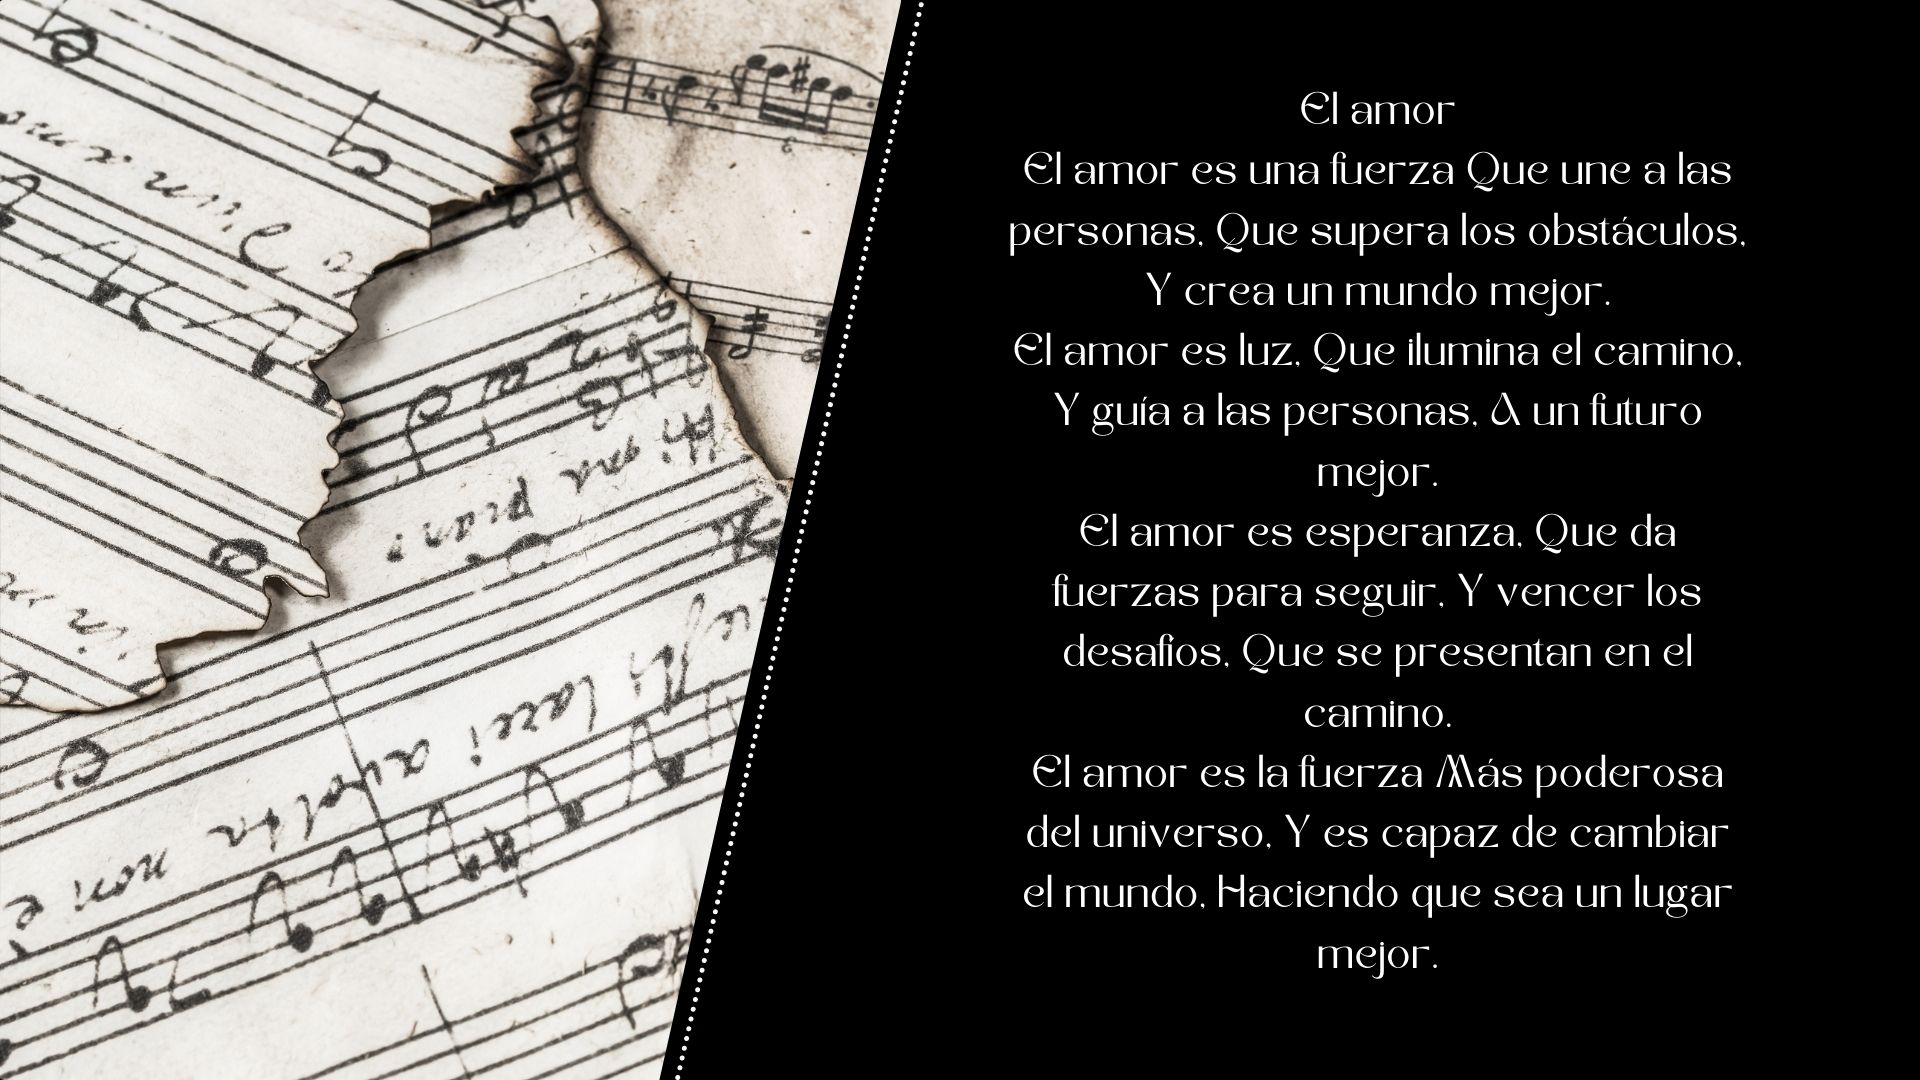 El amor
El amor es una fuerza Que une a las
personas, Que supera los obstáculos,
Y crea un mundo mejor.
El amor es luz, Que ilumina el camino,
Y guía a las personas, A un futuro
mejor.
El amor es esperanza, Que da
fuerzas para seguir, Y vencer los
desafíos, Que se presentan en el
camino.
El amor es la fuerza Más poderosa
del universo, Y es capaz de cambiar
el mundo, Haciendo que sea un lugar
mejor.